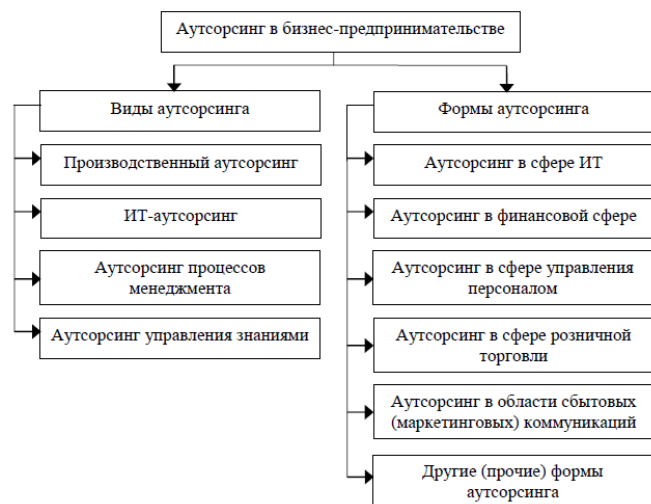 Аутсорсинг в бизнес-предпринимательстве
Виды аутсорсинга
Производственный аутсорсинг
ИТ-аутсорсинг
Аутсорсинг процессов
менеджмента
Аутсорсинг управления знаниями
Формы аутсорсинга
Аутсорсинг в сфере ИТ
Аутсорсинг в финансовой сфере
Аутсорсинг в сфере управления
персоналом
Аутсорсинг в сфере розничной
торговли
Аутсорсинг в области сбытовых
(маркетинговых) коммуникаций
Другие (прочие) формы
аутсорсинга